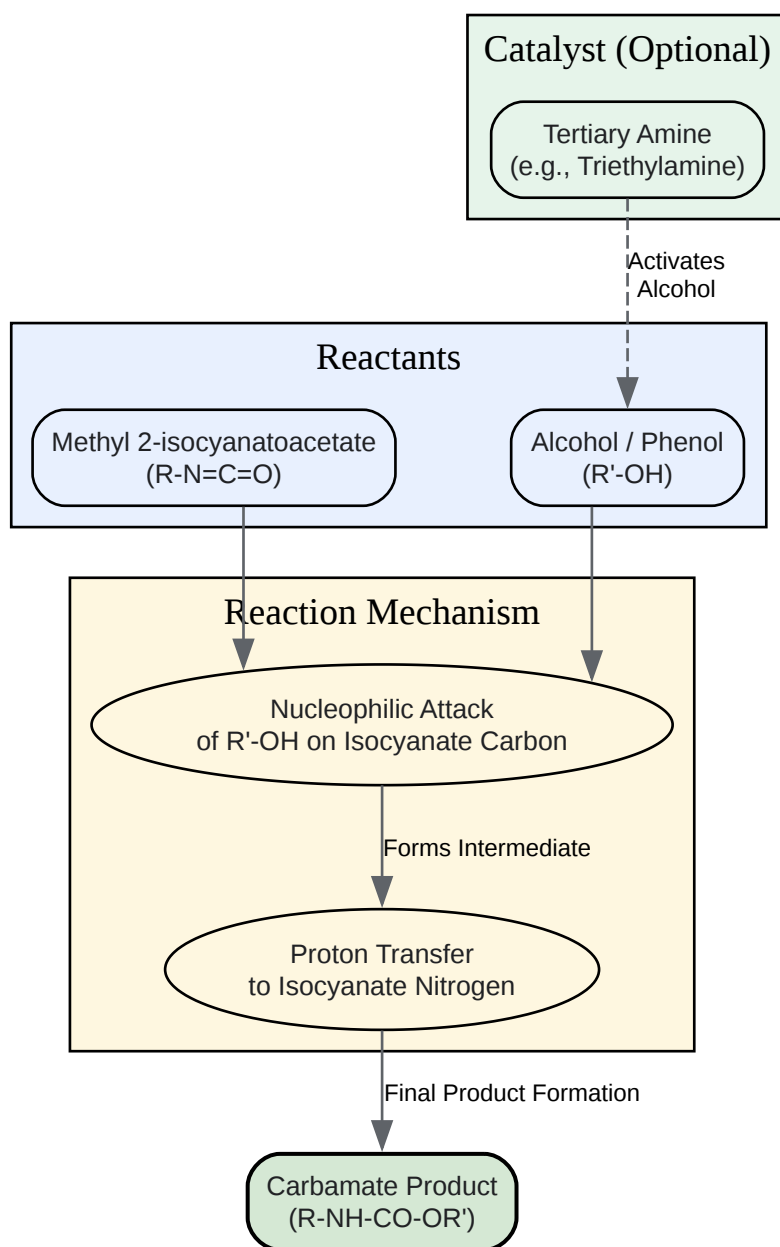 Catalyst (Optional)
Tertiary Amine
(e.g., Triethylamine)
Activates
Alcohol
Reactants
Methyl 2-isocyanatoacetate
(R-N=C=O)
Alcohol / Phenol
(R'-OH)
Reaction Mechanism
Nucleophilic Attack
of R'-OH on Isocyanate Carbon
Forms Intermediate
Proton Transfer
to Isocyanate Nitrogen
Final Product Formation
Carbamate Product
(R-NH-CO-OR')